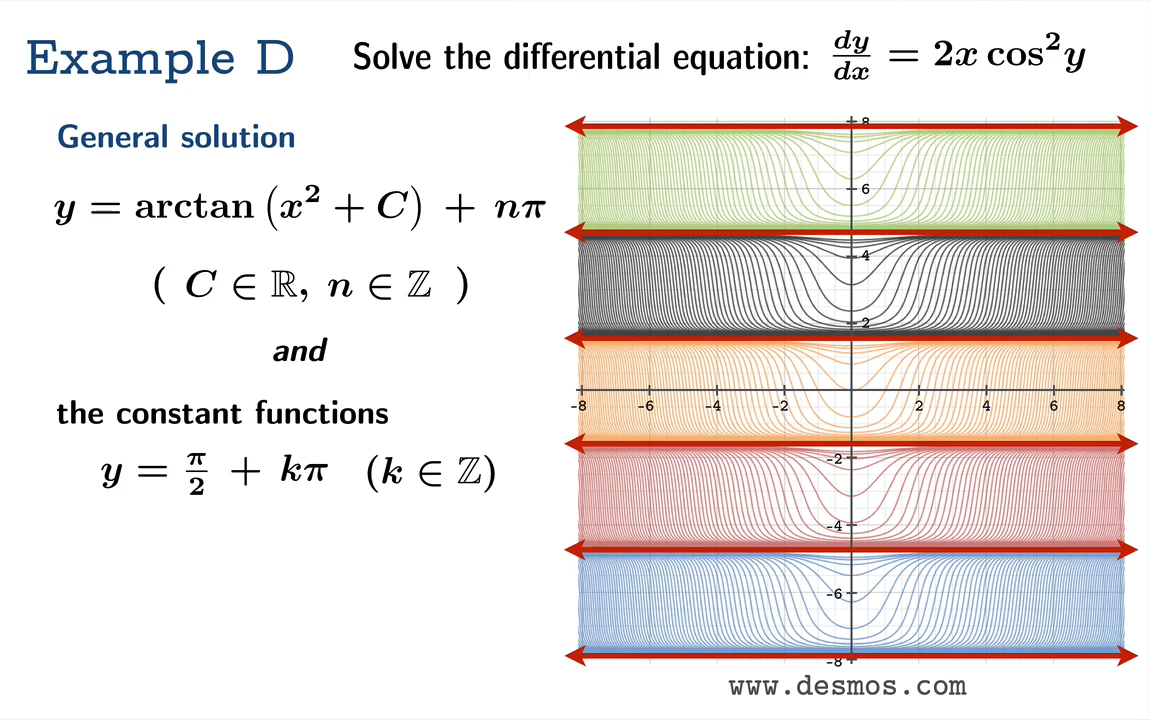 Example D
Solve the differential equation: dy/dx = 2x cos²y
General solution
y = arctan (x² + C) + nπ
( C ∈ ℝ, n ∈ ℤ )
and
the constant functions
y = π/2 + kπ (k ∈ ℤ)
8
6
4
2
-8 -6 -4 -2 2 4 6 8
-2
-4
-6
-8
www.desmos.com